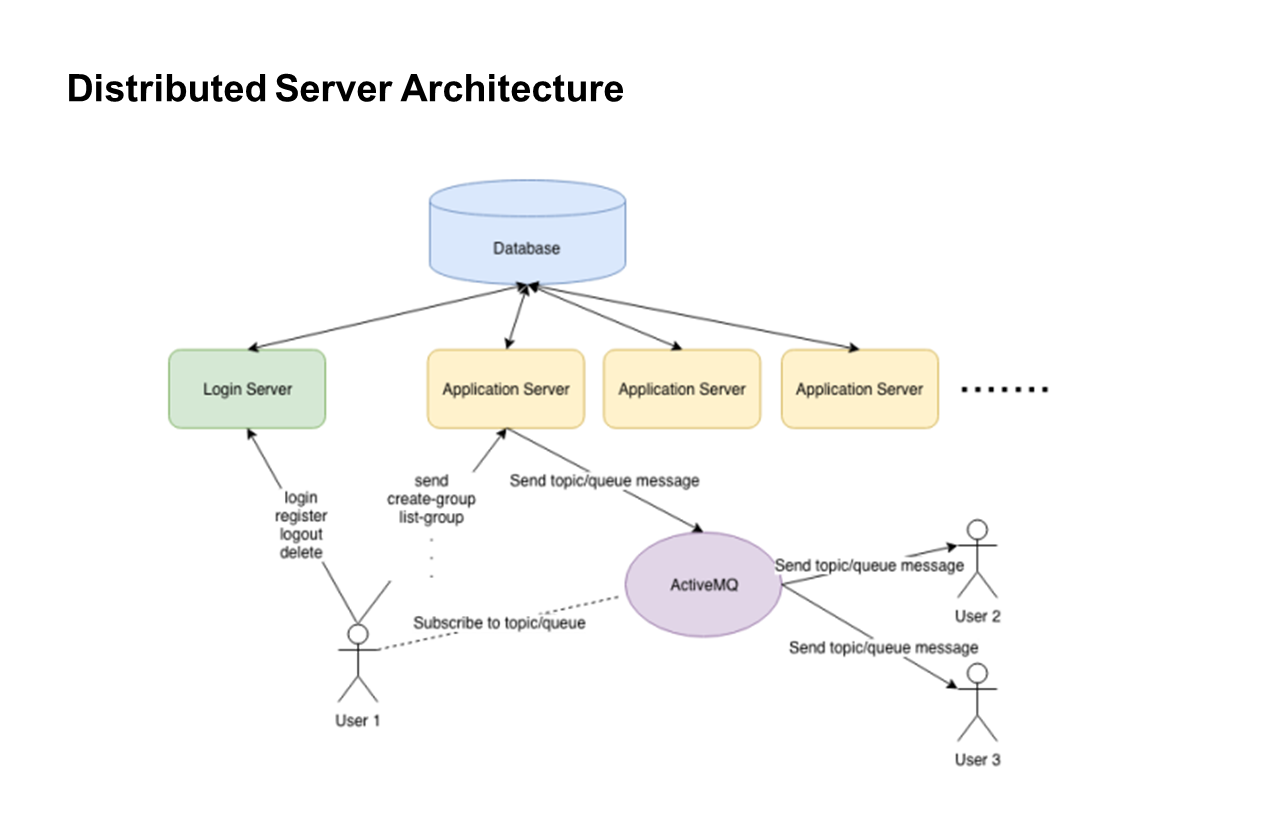 Distributed Server Architecture
Database
Login Server
Application Server
Application Server
Application Server
.......
login
register
logout
delete
send
create-group
list-group
.
.
.
Send topic/queue message
ActiveMQ
Send topic/queue message
User 2
Subscribe to topic/queue
Send topic/queue message
User 1
User 3